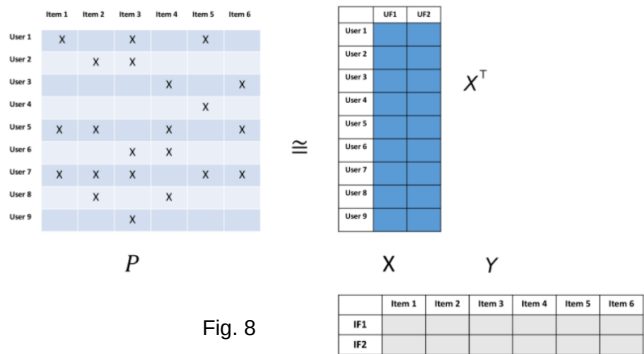 Item 1 Item 2 Item 3 Item 4 Item 5 Item 6
User 1 X X X
User 2 X X
User 3 X X
User 4 X
User 5 X X X X
User 6 X X
User 7 X X X X X
User 8 X X
User 9 X
P
≅
UF1 UF2
User 1
User 2
User 3
User 4
User 5
User 6
User 7
User 8
User 9
X^T
X Y
Item 1 Item 2 Item 3 Item 4 Item 5 Item 6
IF1
IF2
Fig. 8